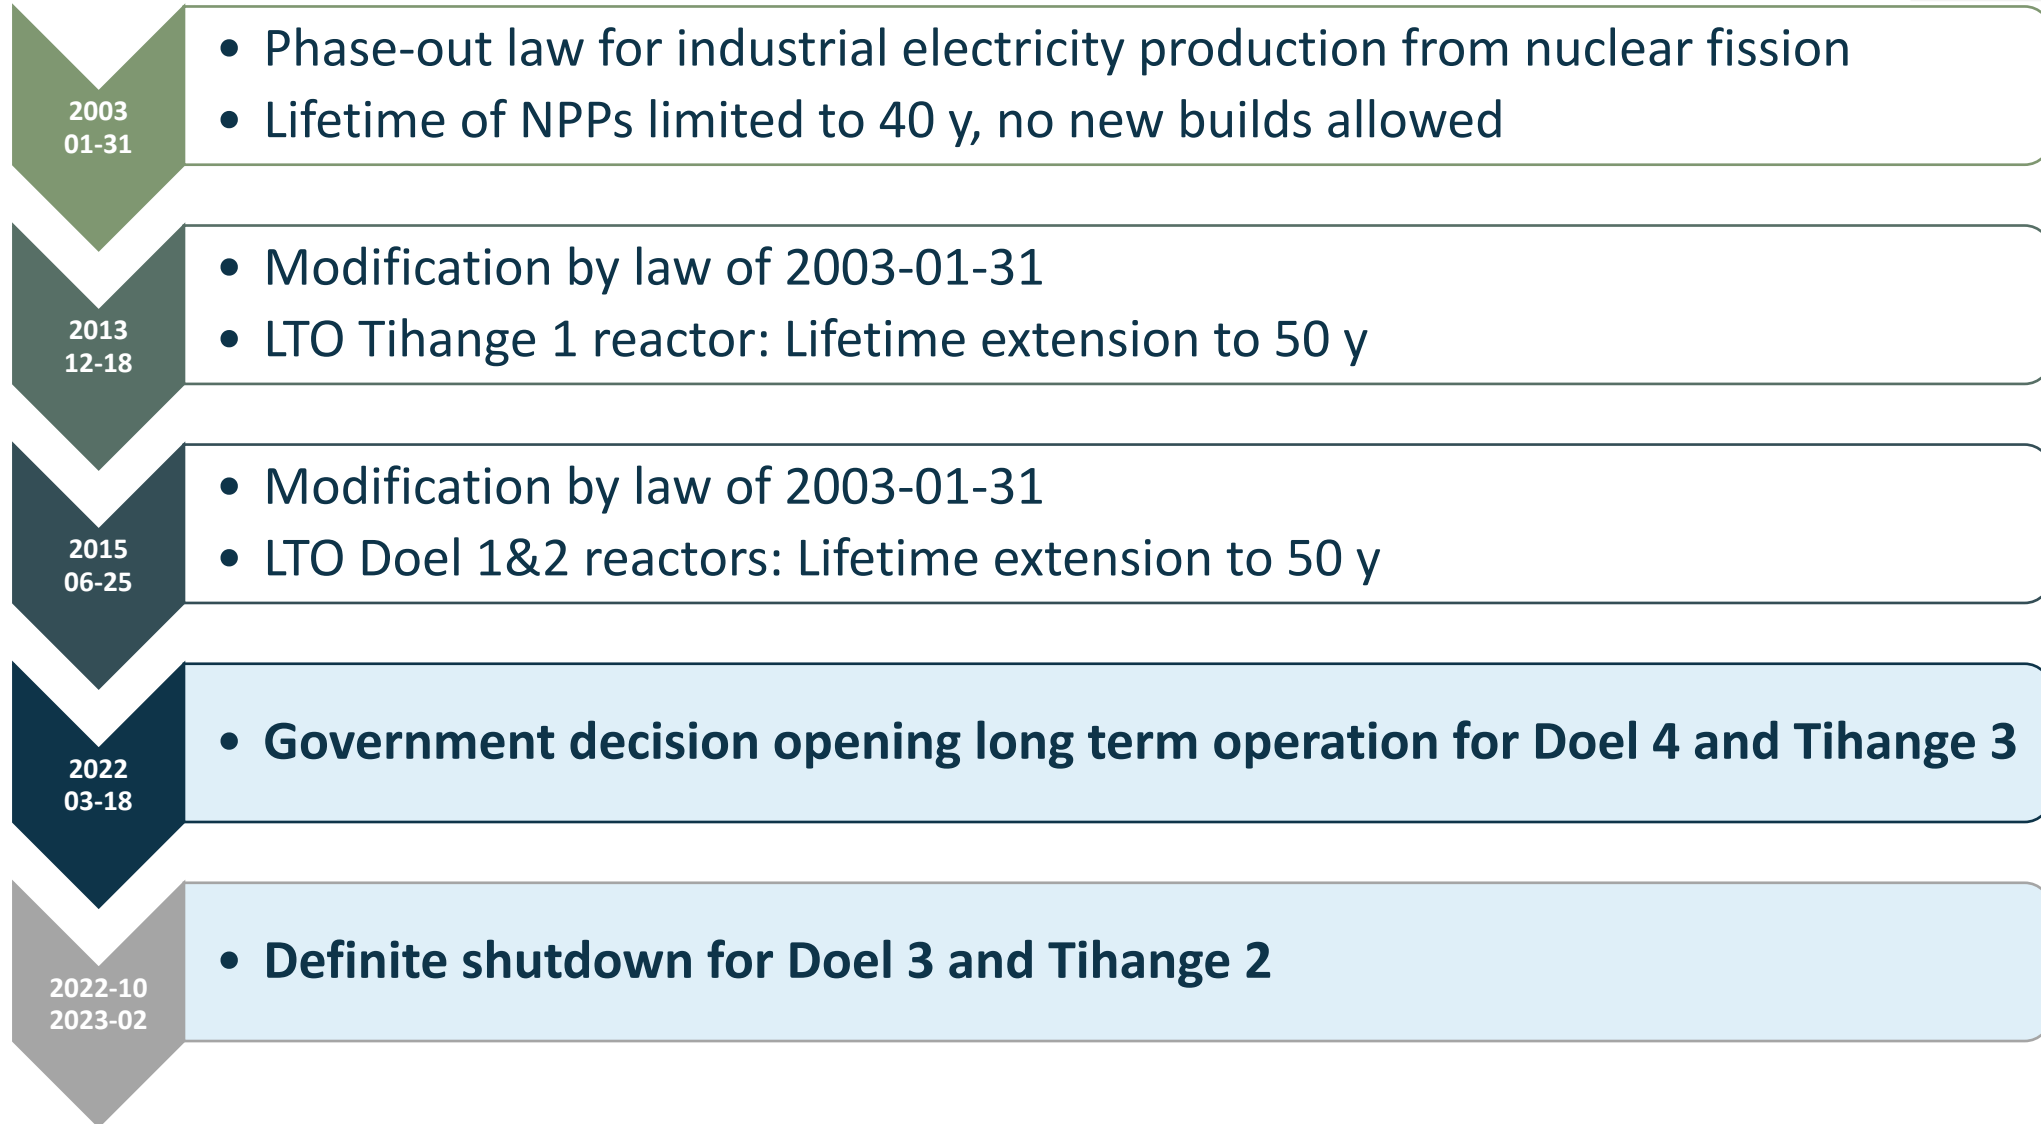 2003
01-31
• Phase-out law for industrial electricity production from nuclear fission
• Lifetime of NPPs limited to 40 y, no new builds allowed
2013
12-18
• Modification by law of 2003-01-31
• LTO Tihange 1 reactor: Lifetime extension to 50 y
2015
06-25
• Modification by law of 2003-01-31
• LTO Doel 1&2 reactors: Lifetime extension to 50 y
2022
03-18
• Government decision opening long term operation for Doel 4 and Tihange 3
2022-10
2023-02
• Definite shutdown for Doel 3 and Tihange 2